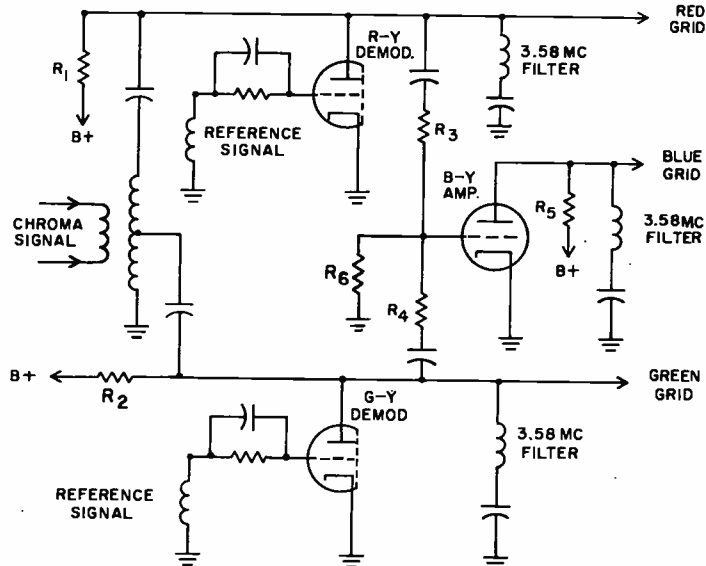 RED
GRID
R-Y
DEMOD.
3.58 MC
FILTER
R1
B+
REFERENCE
SIGNAL
R3
BLUE
GRID
B-Y
AMP.
CHROMA
SIGNAL
R5
3.58MC
FILTER
B+
R6
R4
B+
R2
GREEN
GRID
G-Y
DEMOD
3.58 MC
FILTER
REFERENCE
SIGNAL